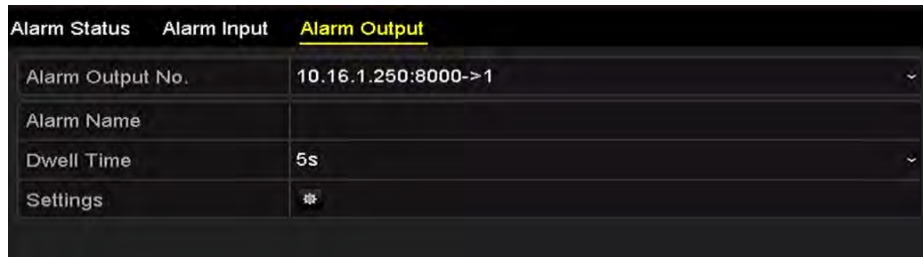 Alarm Status Alarm Input Alarm Output
Alarm Output No. 10.16.1.250:8000->1
Alarm Name
Dwell Time 5s
Settings